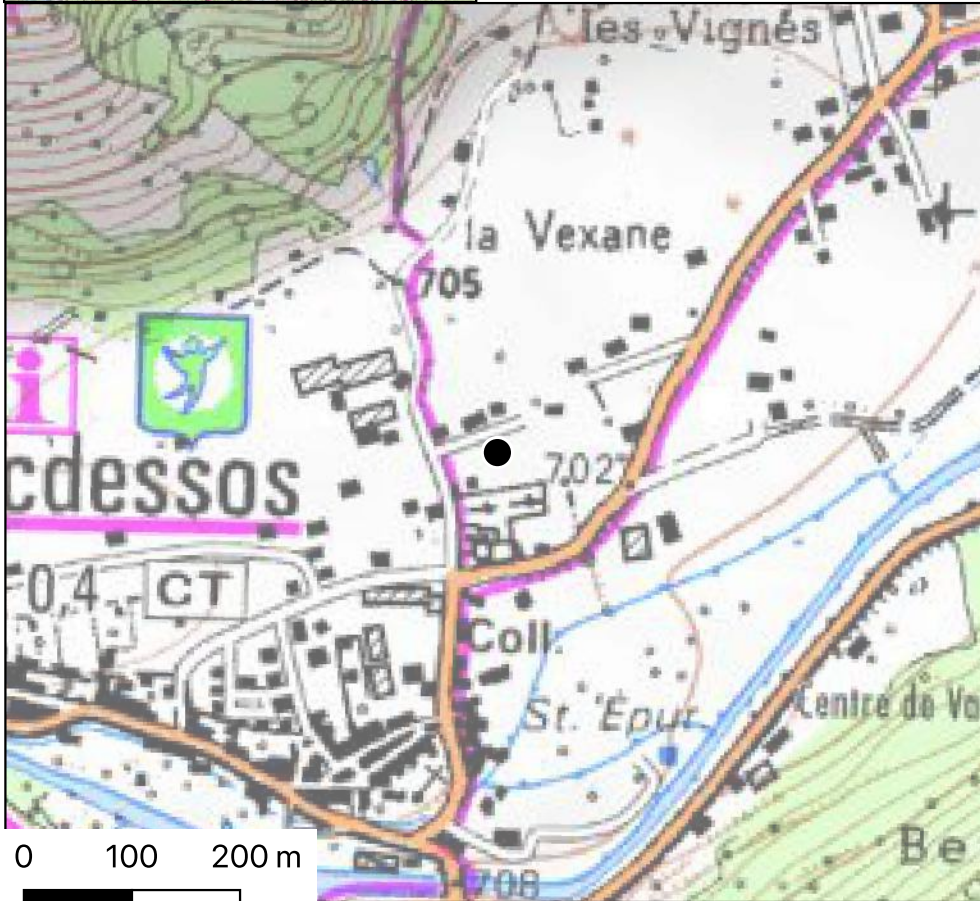 les Vignes
la Vexane
705
i
cdessos
702
0,4
CT
Coll.
St. Épur.
Centre de Va
Be
708
0 100 200 m